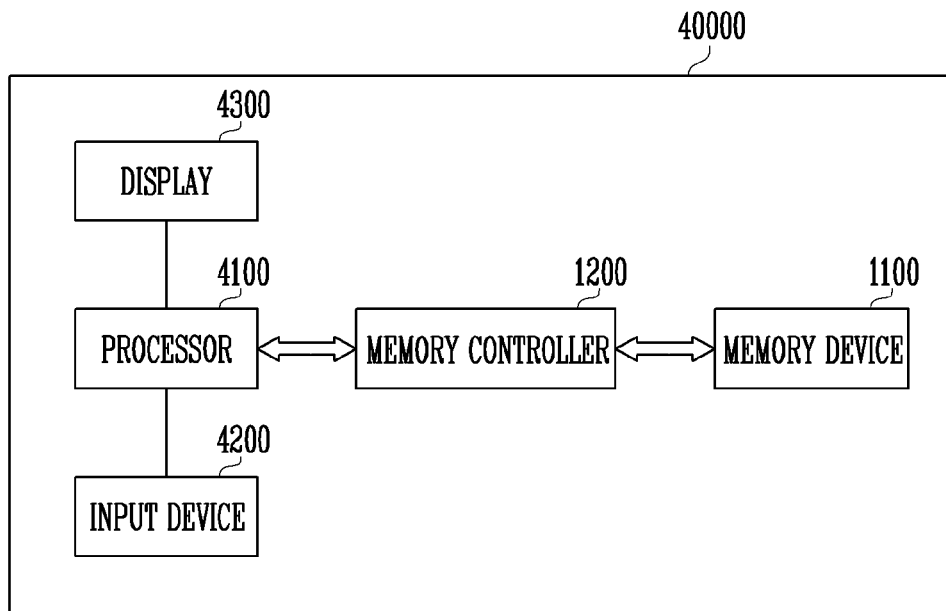 40000
4300
DISPLAY
4100
PROCESSOR
1200
MEMORY CONTROLLER
1100
MEMORY DEVICE
4200
INPUT DEVICE